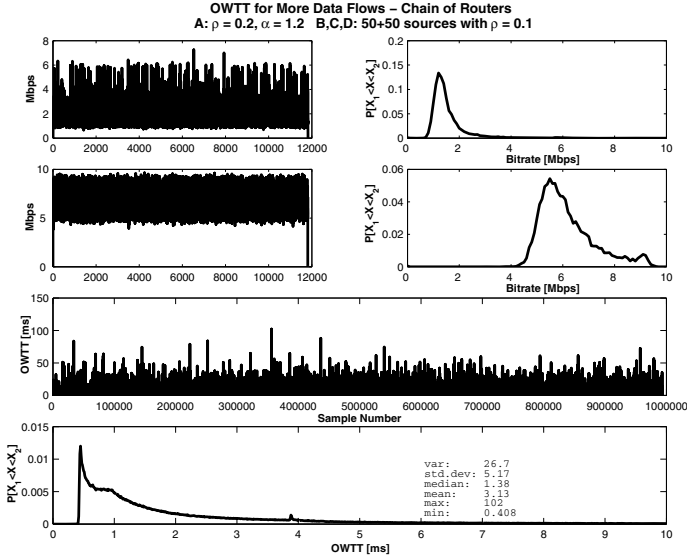 OWTT for More Data Flows − Chain of Routers
A: ρ = 0.2, α = 1.2 B,C,D: 50+50 sources with ρ = 0.1
8
6
4
2
0
Mbps
0 2000 4000 6000 8000 10000 12000
0.2
0.15
0.1
0.05
0
P[X1<X<X2]
0 2 4 6 8 10
Bitrate [Mbps]
10
5
0
Mbps
0 2000 4000 6000 8000 10000 12000
0.06
0.04
0.02
0
P[X1<X<X2]
0 2 4 6 8 10
Bitrate [Mbps]
150
100
50
0
OWTT [ms]
0 100000 200000 300000 400000 500000 600000 700000 800000 900000 1000000
Sample Number
0.015
0.01
0.005
0
P[X1<X<X2]
var: 26.7
std.dev: 5.17
median: 1.38
mean: 3.13
max: 102
min: 0.408
0 1 2 3 4 5 6 7 8 9 10
OWTT [ms]